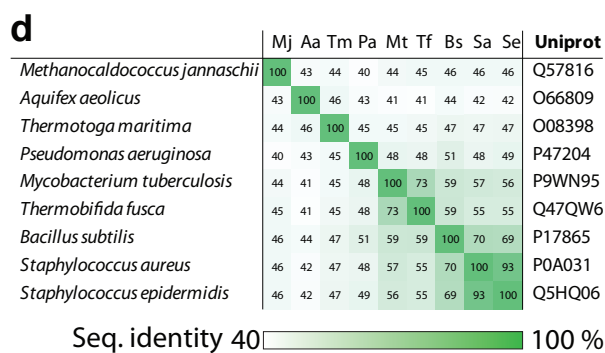 d
Mj Aa Tm Pa Mt Tf Bs Sa Se Uniprot
Methanocaldococcus jannaschii 100 43 44 40 44 45 46 46 46 Q57816
Aquifex aeolicus 43 100 46 43 41 41 44 42 42 O66809
Thermotoga maritima 44 46 100 45 45 45 47 47 47 O08398
Pseudomonas aeruginosa 40 43 45 100 48 48 51 48 49 P47204
Mycobacterium tuberculosis 44 41 45 48 100 73 59 57 56 P9WN95
Thermobifida fusca 45 41 45 48 73 100 59 55 55 Q47QW6
Bacillus subtilis 46 44 47 51 59 59 100 70 69 P17865
Staphylococcus aureus 46 42 47 48 57 55 70 100 93 P0A031
Staphylococcus epidermidis 46 42 47 49 56 55 69 93 100 Q5HQ06
Seq. identity 40 100 %